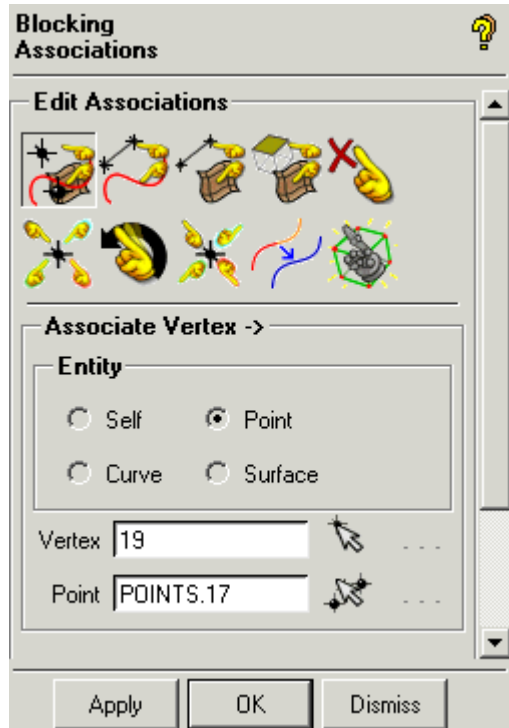 Blocking
Associations
Edit Associations
Associate Vertex ->
Entity
Self Point
Curve Surface
Vertex 19 ...
Point POINTS.17 ...
Apply OK Dismiss